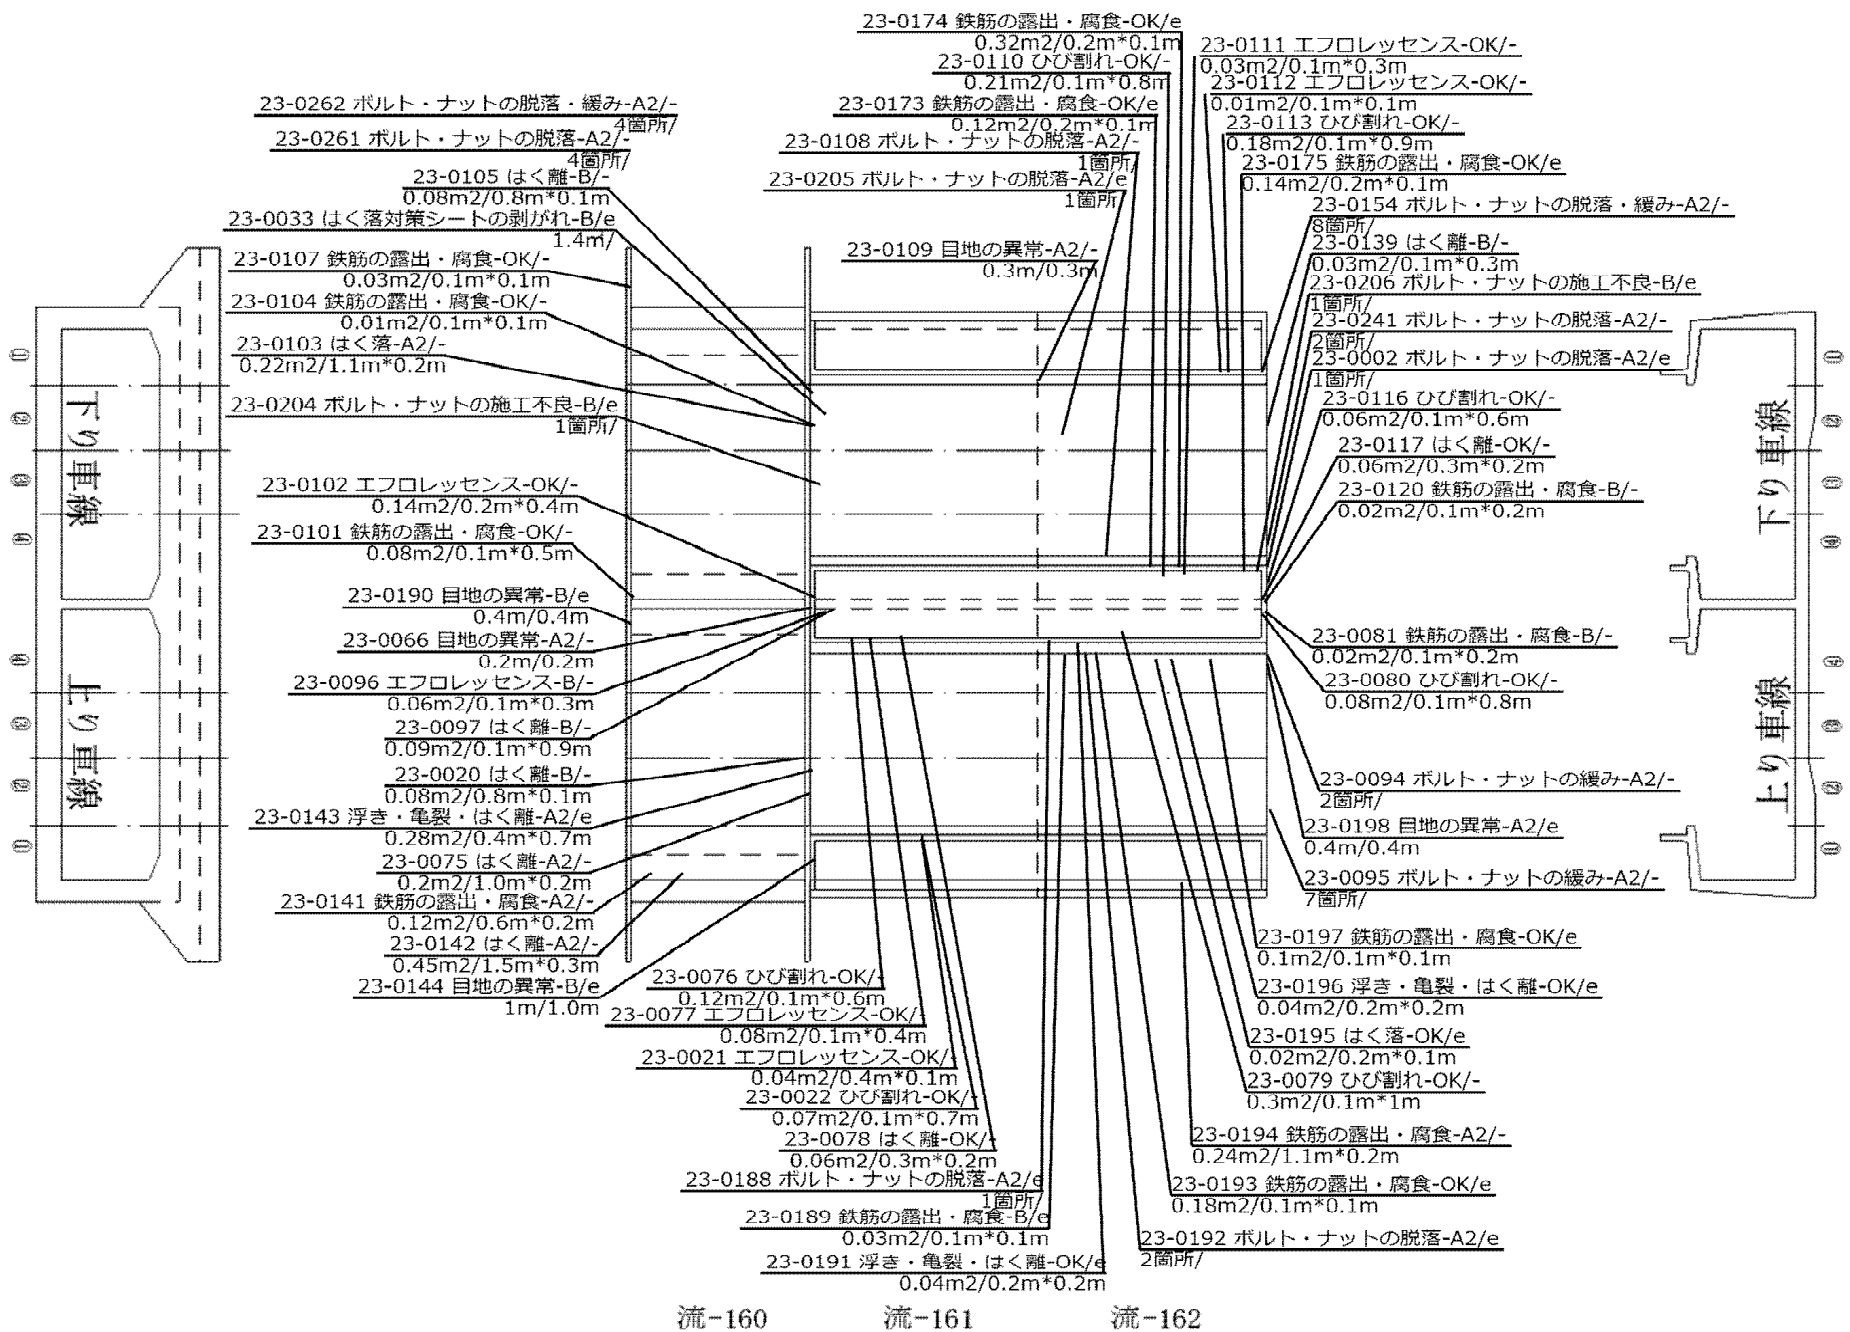 23-0174 鉄筋の露出・腐食-OK/e
0.32m2/0.2m*0.1m
23-0110 ひび割れ-OK/-
0.21m2/0.1m*0.8m
23-0173 鉄筋の露出・腐食-OK/e
0.12m2/0.2m*0.1m
23-0108 ボルト・ナットの脱落-A2/-
1箇所/
23-0205 ボルト・ナットの脱落-A2/e
1箇所/
23-0109 目地の異常-A2/-
0.3m/0.3m
23-0262 ボルト・ナットの脱落・緩み-A2/-
4箇所/
23-0261 ボルト・ナットの脱落-A2/-
4箇所/
23-0105 はく離-B/-
0.08m2/0.8m*0.1m
23-0033 はく落対策シートの剥がれ-B/e
1.4㎡/
23-0107 鉄筋の露出・腐食-OK/-
0.03m2/0.1m*0.1m
23-0104 鉄筋の露出・腐食-OK/-
0.01m2/0.1m*0.1m
23-0103 はく落-A2/-
0.22m2/1.1m*0.2m
23-0204 ボルト・ナットの施工不良-B/e
1箇所/
23-0102 エフロレッセンス-OK/-
0.14m2/0.2m*0.4m
23-0101 鉄筋の露出・腐食-OK/-
0.08m2/0.1m*0.5m
23-0190 目地の異常-B/e
0.4m/0.4m
23-0066 目地の異常-A2/-
0.2m/0.2m
23-0096 エフロレッセンス-B/-
0.06m2/0.1m*0.3m
23-0097 はく離-B/-
0.09m2/0.1m*0.9m
23-0020 はく離-B/-
0.08m2/0.8m*0.1m
23-0143 浮き・亀裂・はく離-A2/e
0.28m2/0.4m*0.7m
23-0075 はく離-A2/-
0.2m2/1.0m*0.2m
23-0141 鉄筋の露出・腐食-A2/-
0.12m2/0.6m*0.2m
23-0142 はく離-A2/-
0.45m2/1.5m*0.3m
23-0144 目地の異常-B/e
1m/1.0m
23-0111 エフロレッセンス-OK/-
0.03m2/0.1m*0.3m
23-0112 エフロレッセンス-OK/-
0.01m2/0.1m*0.1m
23-0113 ひび割れ-OK/-
0.18m2/0.1m*0.9m
23-0175 鉄筋の露出・腐食-OK/e
0.14m2/0.2m*0.1m
23-0154 ボルト・ナットの脱落・緩み-A2/-
8箇所/
23-0139 はく離-B/-
0.03m2/0.1m*0.3m
23-0206 ボルト・ナットの施工不良-B/e
1箇所/
23-0241 ボルト・ナットの脱落-A2/-
2箇所/
23-0002 ボルト・ナットの脱落-A2/e
1箇所/
23-0116 ひび割れ-OK/-
0.06m2/0.1m*0.6m
23-0117 はく離-OK/-
0.06m2/0.3m*0.2m
23-0120 鉄筋の露出・腐食-B/-
0.02m2/0.1m*0.2m
23-0081 鉄筋の露出・腐食-B/-
0.02m2/0.1m*0.2m
23-0080 ひび割れ-OK/-
0.08m2/0.1m*0.8m
23-0094 ボルト・ナットの緩み-A2/-
2箇所/
23-0198 目地の異常-A2/e
0.4m/0.4m
23-0095 ボルト・ナットの緩み-A2/-
7箇所/
23-0197 鉄筋の露出・腐食-OK/e
0.1m2/0.1m*0.1m
23-0196 浮き・亀裂・はく離-OK/e
0.04m2/0.2m*0.2m
23-0195 はく落-OK/e
0.02m2/0.2m*0.1m
23-0079 ひび割れ-OK/-
0.3m2/0.1m*1m
23-0194 鉄筋の露出・腐食-A2/-
0.24m2/1.1m*0.2m
23-0193 鉄筋の露出・腐食-OK/e
0.18m2/0.1m*0.1m
23-0192 ボルト・ナットの脱落-A2/e
2箇所/
23-0076 ひび割れ-OK/-
0.12m2/0.1m*0.6m
23-0077 エフロレッセンス-OK/-
0.08m2/0.1m*0.4m
23-0021 エフロレッセンス-OK/-
0.04m2/0.4m*0.1m
23-0022 ひび割れ-OK/-
0.07m2/0.1m*0.7m
23-0078 はく離-OK/-
0.06m2/0.3m*0.2m
23-0188 ボルト・ナットの脱落-A2/e
1箇所/
23-0189 鉄筋の露出・腐食-B/e
0.03m2/0.1m*0.1m
23-0191 浮き・亀裂・はく離-OK/e
0.04m2/0.2m*0.2m
下り車線
上り車線
① ② ③ ④
④ ③ ② ①
下り車線
上り車線
① ② ③ ④
④ ③ ② ①
流-160 流-161 流-162